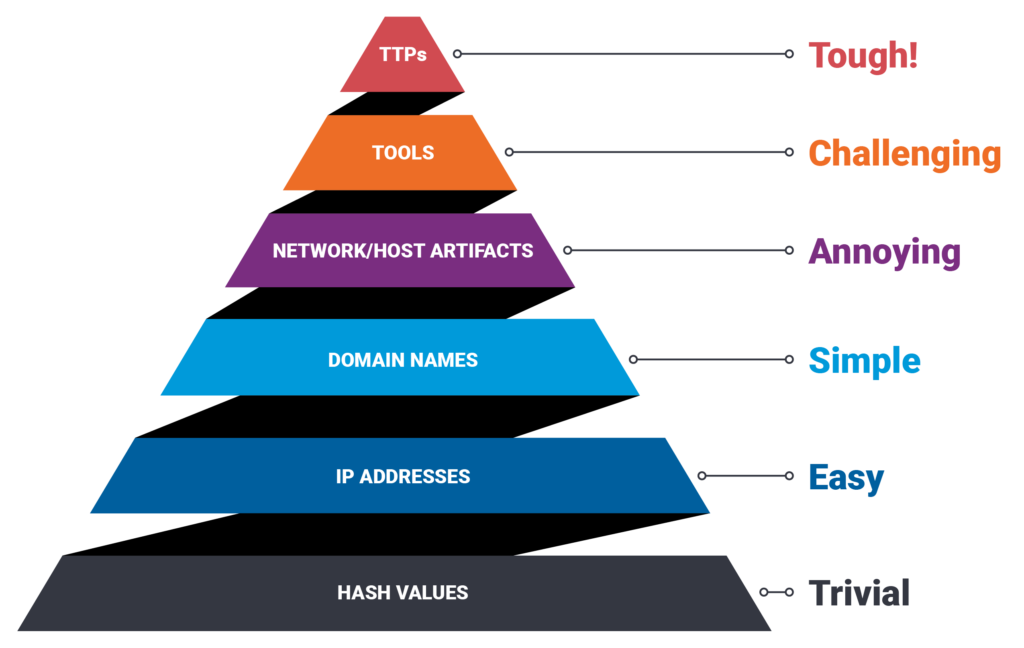 TTPs
Tough!
TOOLS
Challenging
NETWORK/HOST ARTIFACTS
Annoying
DOMAIN NAMES
Simple
IP ADDRESSES
Easy
HASH VALUES
Trivial